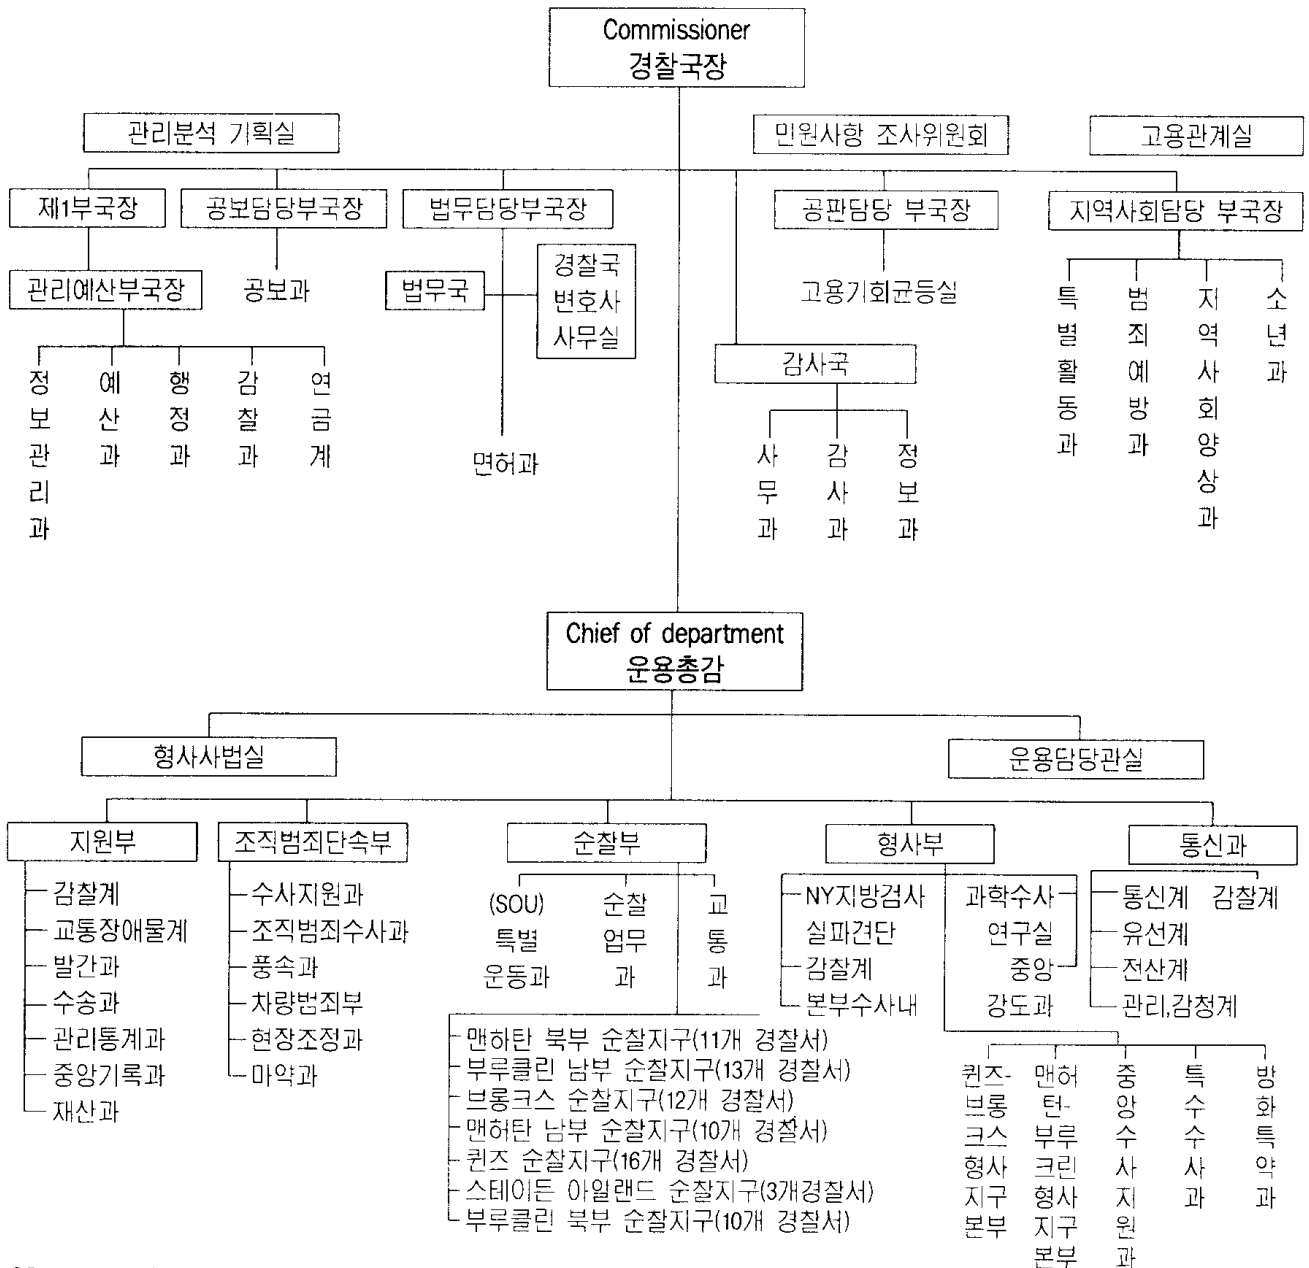 Commissioner
경찰국장
관리분석 기획실
민원사항 조사위원회
고용관계실
제1부국장
공보담당부국장
법무담당부국장
공판담당 부국장
지역사회담당 부국장
관리예산부국장
공보과
법무국
경찰국
변호사
사무실
고용기회균등실
특별활동과
범죄예방과
지역사회양상과
소년과
감사국
정보관리과
예산과
행정과
감찰과
연금계
면허과
사무과
감사과
정보과
Chief of department
운용총감
형사사법실
운용담당관실
지원부
조직범죄단속부
순찰부
형사부
통신과
감찰계
교통장애물계
발간과
수송과
관리통계과
중앙기록과
재산과
수사지원과
조직범죄수사과
풍속과
차량범죄부
현장조정과
마약과
(SOU)
특별
운동과
순찰
업무
과
교
통
과
NY지방검사
실파견단
감찰계
본부수사내
과학수사
연구실
중앙
강도과
통신계 감찰계
유선계
전산계
관리,감청계
맨하탄 북부 순찰지구(11개 경찰서)
부루클린 남부 순찰지구(13개 경찰서)
브롱크스 순찰지구(12개 경찰서)
맨허탄 남부 순찰지구(10개 경찰서)
퀸즈 순찰지구(16개 경찰서)
스테이든 아일랜드 순찰지구(3개경찰서)
부루클린 북부 순찰지구(10개 경찰서)
퀸즈-
브롱
크스
형사
지구
본부
맨허
턴-
부루
크린
형사
지구
본부
중앙수사지원과
특수수사과
방화특약과